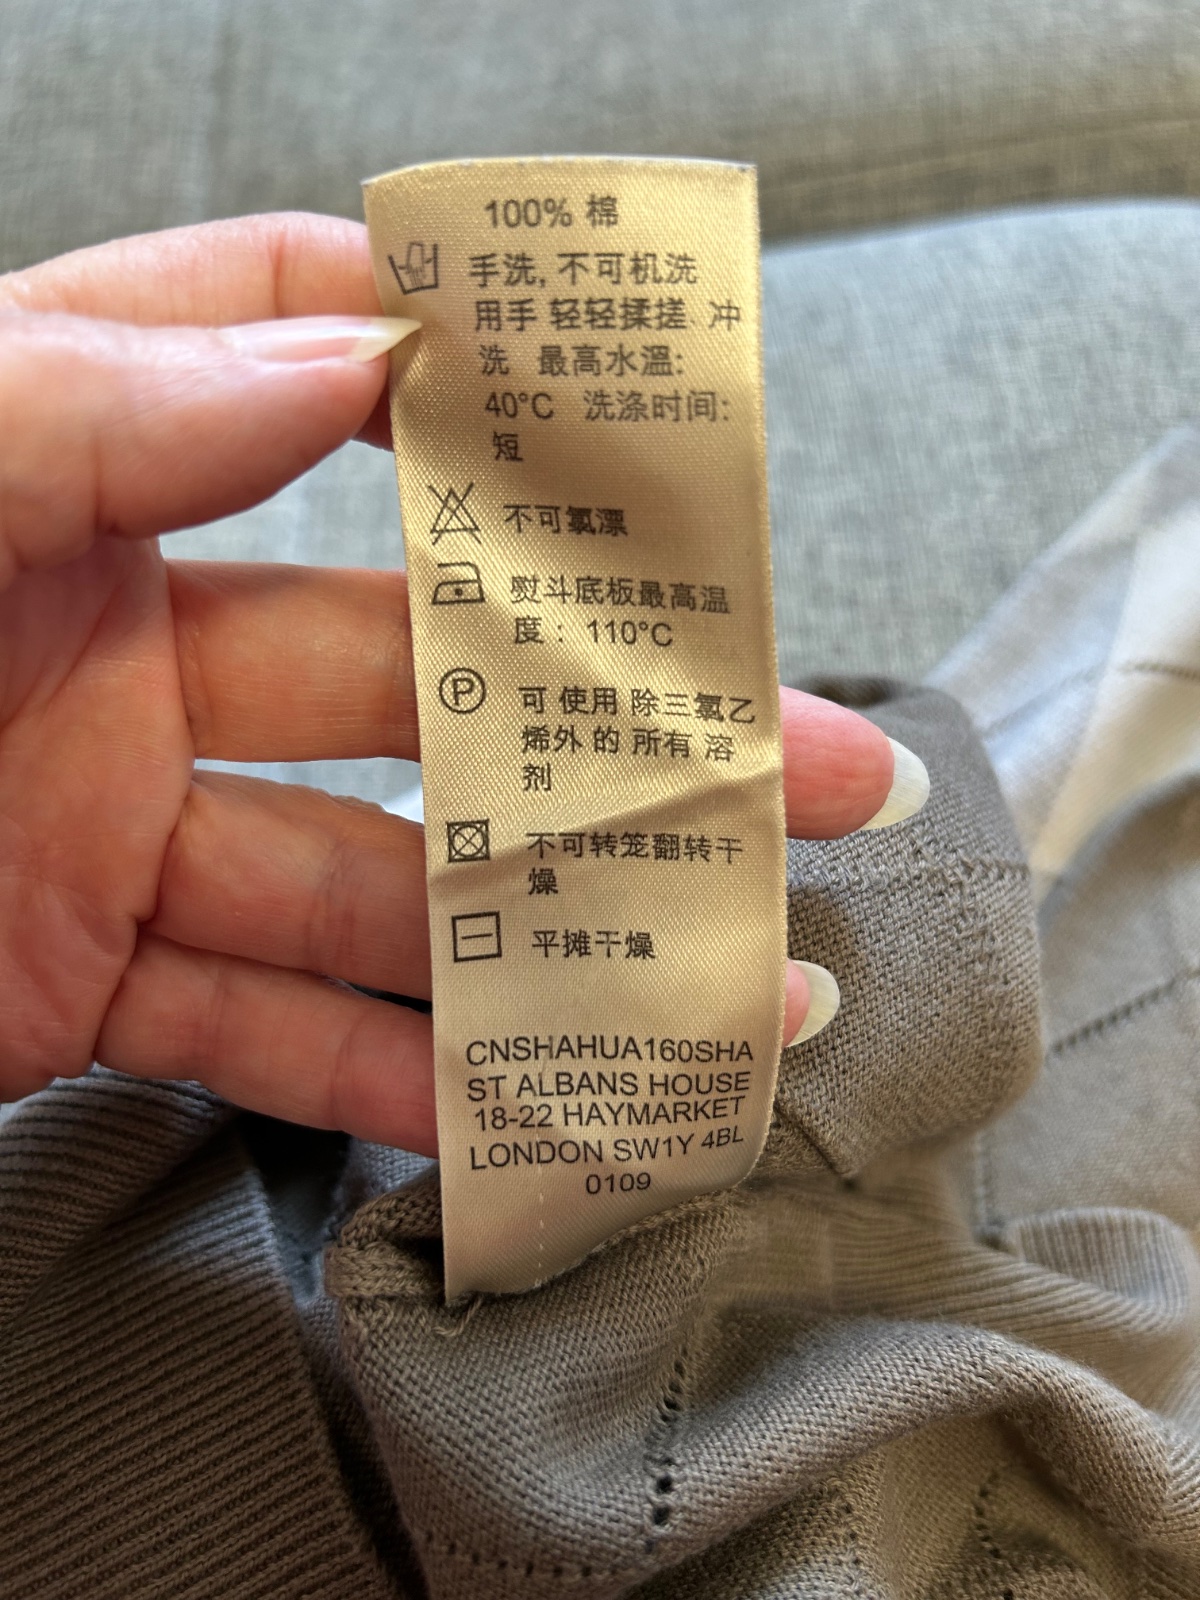 100% 棉
手洗, 不可机洗
用手 轻轻揉搓、冲
洗 最高水温:
40°C 洗涤时间:
短
不可氯漂
熨斗底板最高温
度: 110°C
P
可 使用 除三氯乙
烯外 的 所有 溶
剂
不可转笼翻转干
燥
平摊干燥
CNSHAHUA160SHA
ST ALBANS HOUSE
18-22 HAYMARKET
LONDON SW1Y 4BL
0109